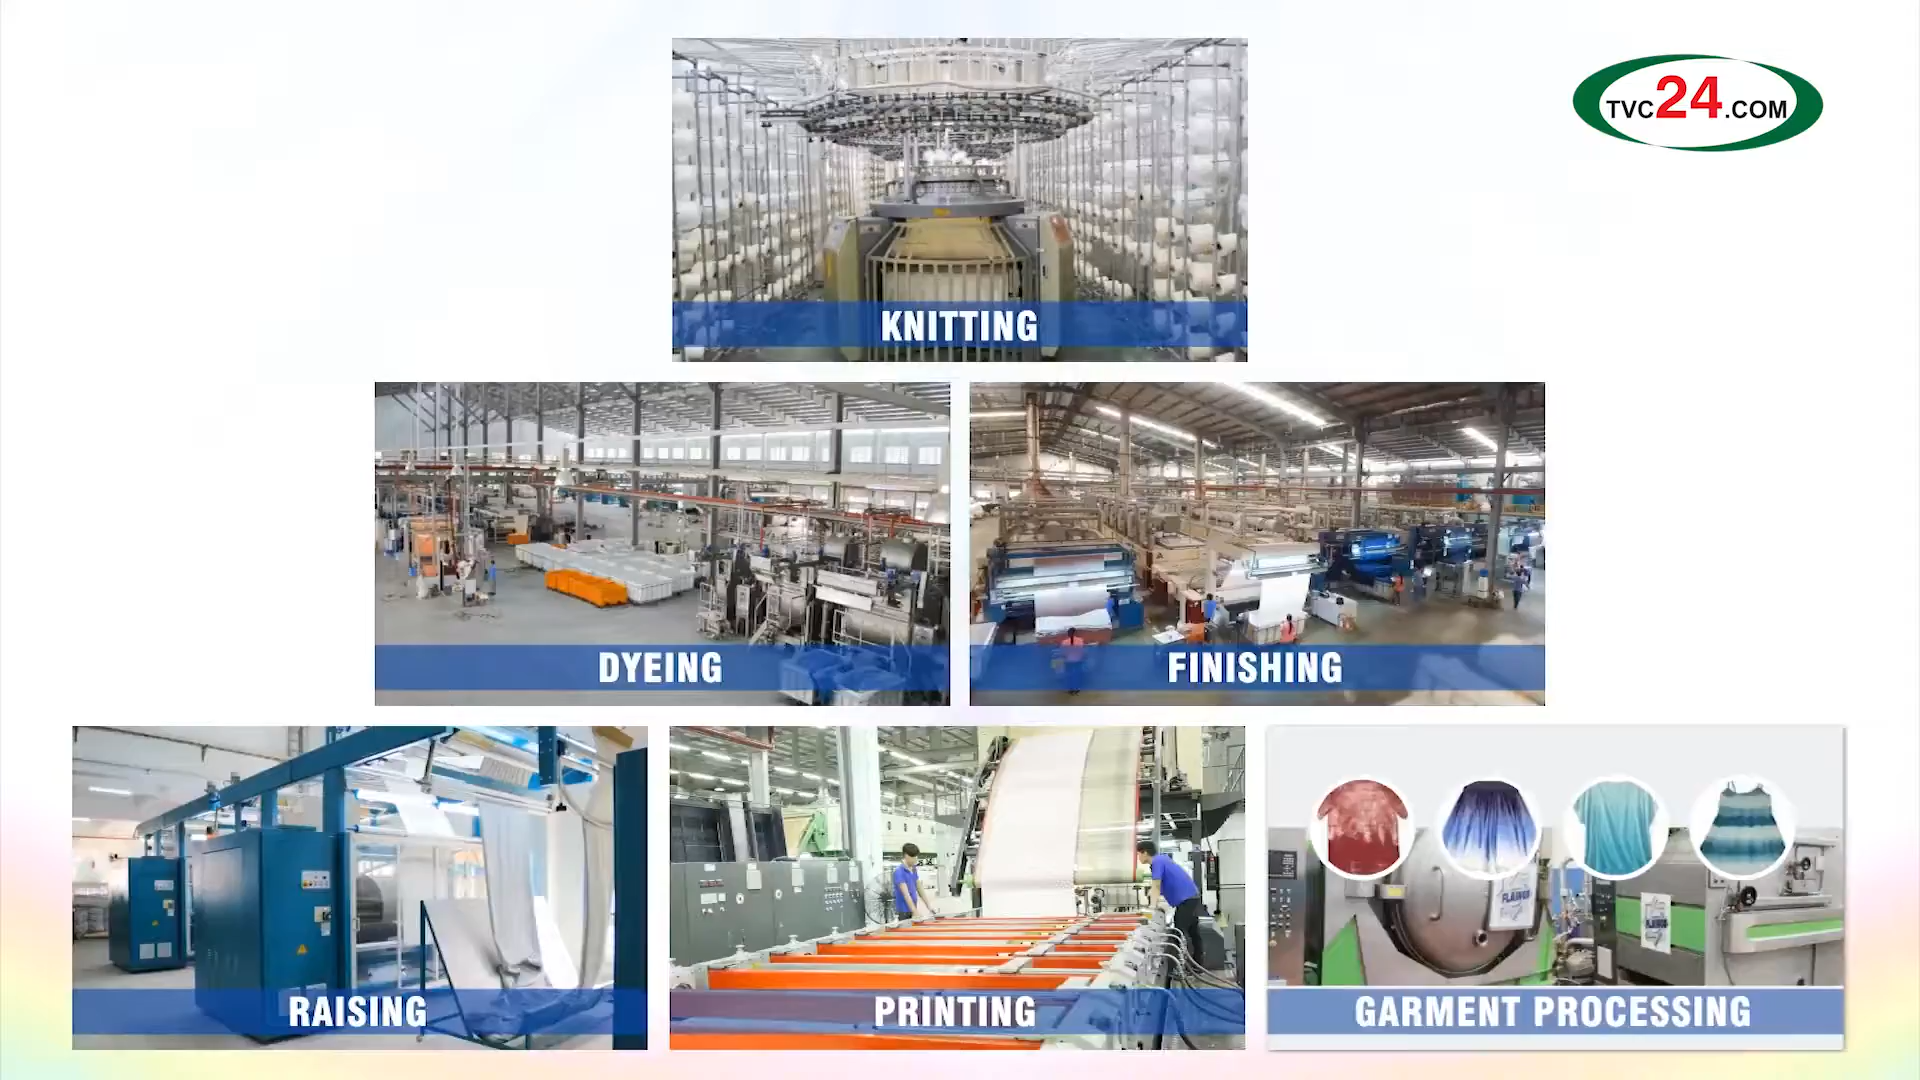 TVC24.COM
KNITTING
DYEING
FINISHING
RAISING
PRINTING
GARMENT PROCESSING